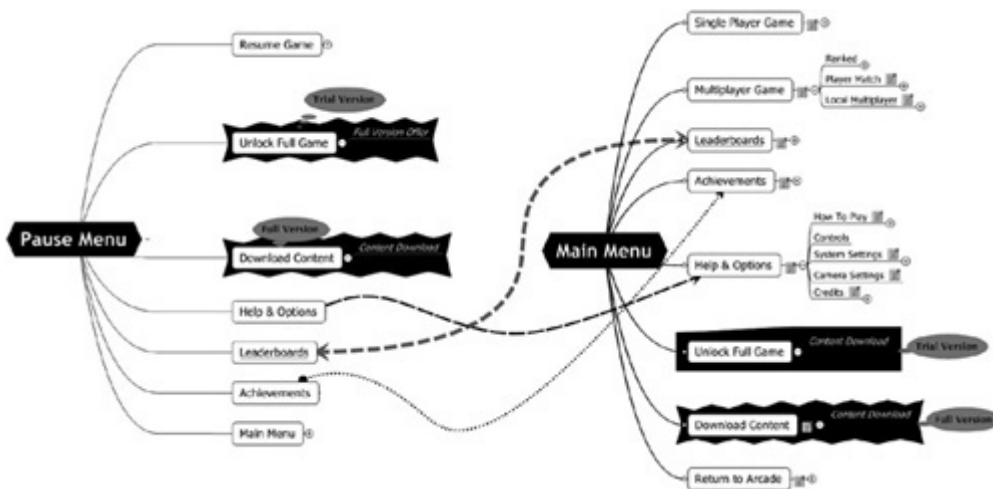 Resume Game
Trial Version
Full Version Offer
Unlock Full Game
Pause Menu
Full Version
Content Download
Download Content
Help & Options
Leaderboards
Achievements
Main Menu
Single Player Game
Ranked
Multiplayer Game
Player Match
Local Multiplayer
Leaderboards
Achievements
Main Menu
How To Play
Controls
Help & Options
System Settings
Camera Settings
Credits
Content Download
Unlock Full Game
Trial Version
Content Download
Download Content
Full Version
Return to Arcade